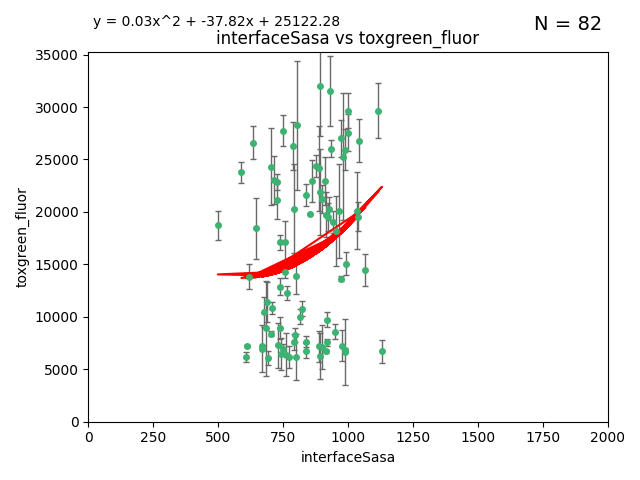 y = 0.03x^2 + -37.82x + 25122.28
N = 82
interfaceSasa vs toxgreen_fluor
toxgreen_fluor
35000
30000
25000
20000
15000
10000
5000
0
0 250 500 750 1000 1250 1500 1750 2000
interfaceSasa